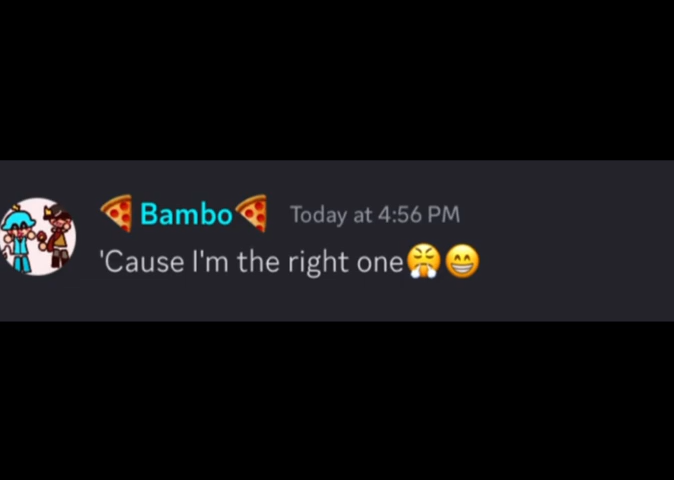 🍕Bambo🍕 Today at 4:56 PM
'Cause I'm the right one😤😁